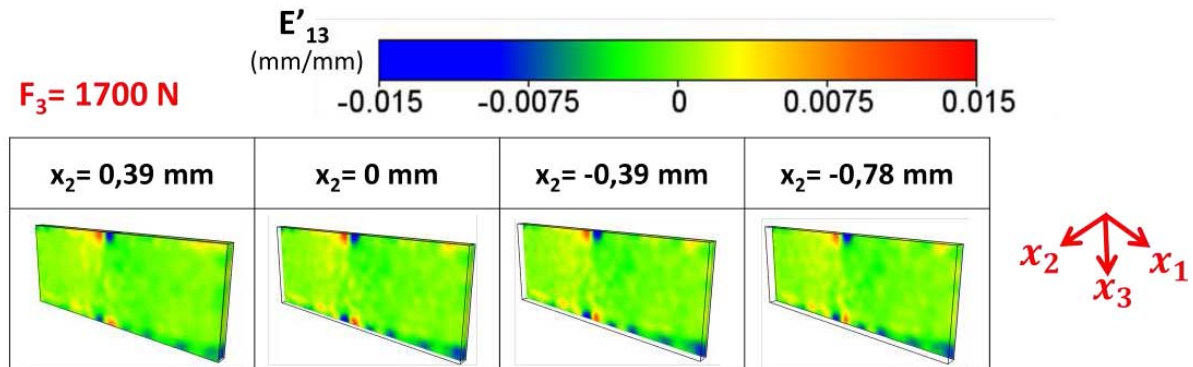 E’₁₃
(mm/mm)
F₃= 1700 N
-0.015 -0.0075 0 0.0075 0.015
x₂= 0,39 mm x₂= 0 mm x₂= -0,39 mm x₂= -0,78 mm
x₂ x₃ x₁